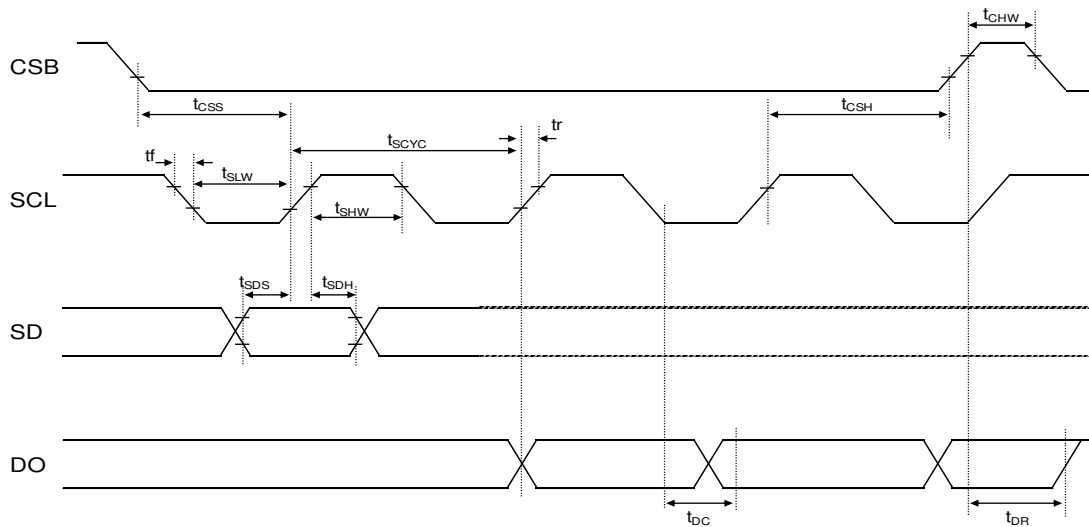 tCHW
CSB
tCSS
tCSH
tSCYC
tr
tf
tSLW
SCL
tSHW
tSDS
tSDH
SD
DO
tDC
tDR